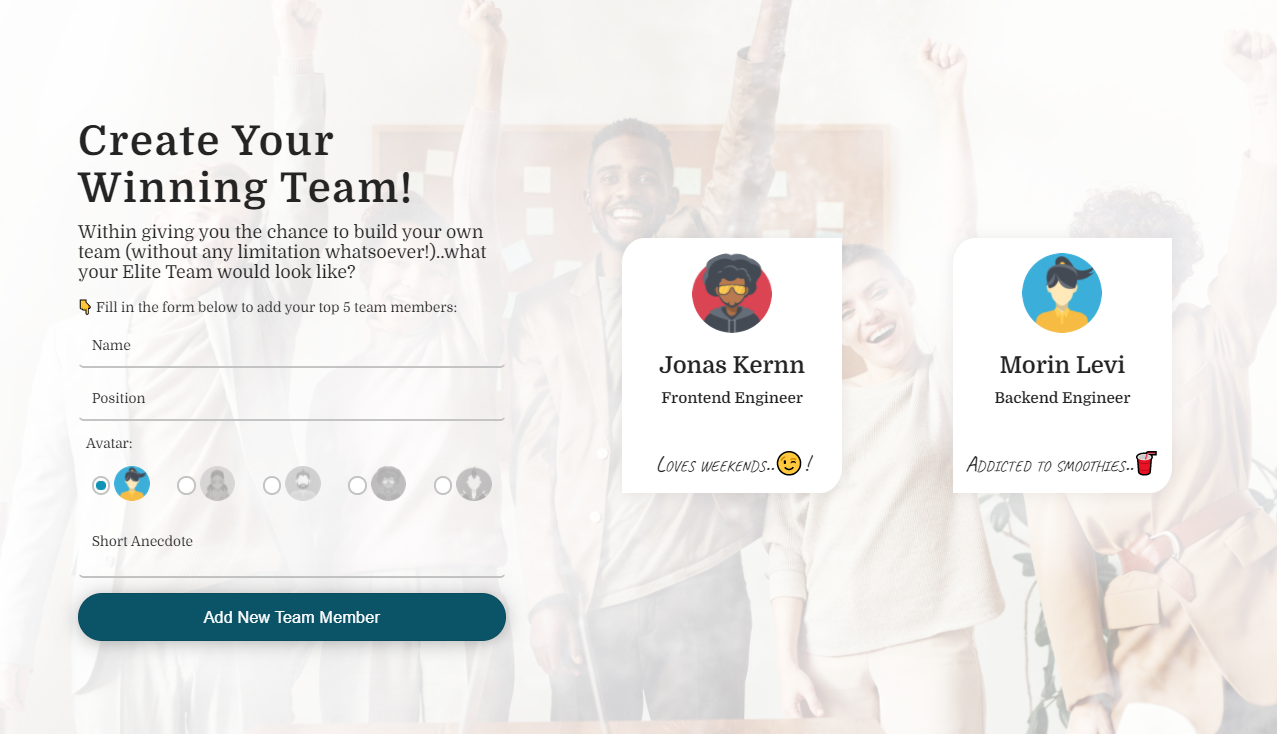 Create Your
Winning Team!
Within giving you the chance to build your own
team (without any limitation whatsoever!)..what
your Elite Team would look like?
👇 Fill in the form below to add your top 5 team members:
Name
Position
Avatar:
Short Anecdote
Add New Team Member
Jonas Kernn
Frontend Engineer
Loves weekends..😉!
Morin Levi
Backend Engineer
Addicted to smoothies..🥤